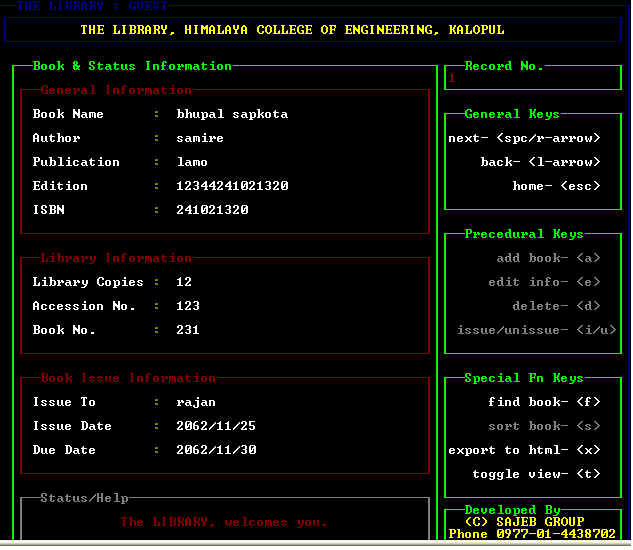 THE LIBRARY : GUEST
THE LIBRARY, HIMALAYA COLLEGE OF ENGINEERING, KALOPUL
Book & Status Information
General Information
Book Name : bhupal sapkota
Author : samire
Publication : lamo
Edition : 12344241021320
ISBN : 241021320
Library Information
Library Copies : 12
Accession No. : 123
Book No. : 231
Book Issue Information
Issue To : rajan
Issue Date : 2062/11/25
Due Date : 2062/11/30
Status/Help
The LIBRARY, welcomes you.
Record No.
1
General Keys
next- <spc/r-arrow>
back- <l-arrow>
home- <esc>
Precedural Keys
add book- <a>
edit info- <e>
delete- <d>
issue/unissue- <i/u>
Special Fn Keys
find book- <f>
sort book- <s>
export to html- <x>
toggle view- <t>
Developed By
(C) SAJEB GROUP
Phone 0977-01-4438702